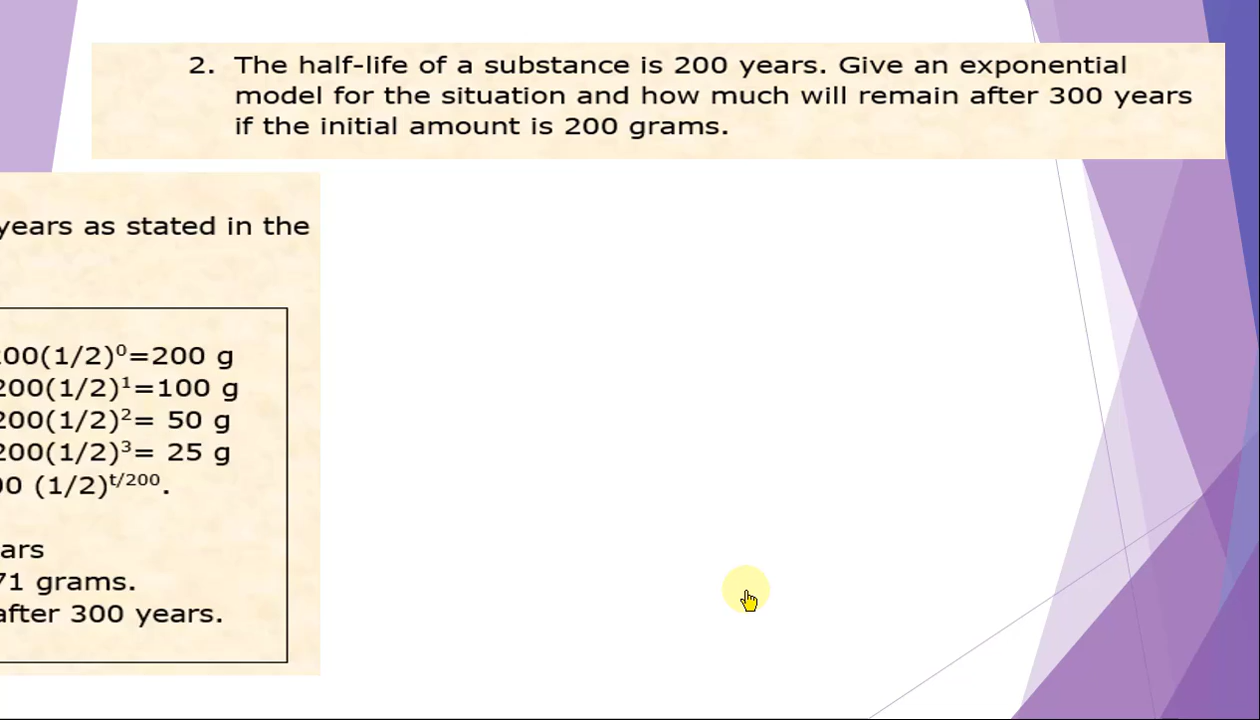 2. The half-life of a substance is 200 years. Give an exponential
model for the situation and how much will remain after 300 years
if the initial amount is 200 grams.
years as stated in the
00(1/2)⁰=200 g
200(1/2)¹=100 g
200(1/2)²= 50 g
200(1/2)³= 25 g
00 (1/2)ᵗ/²⁰⁰.
ars
71 grams.
after 300 years.